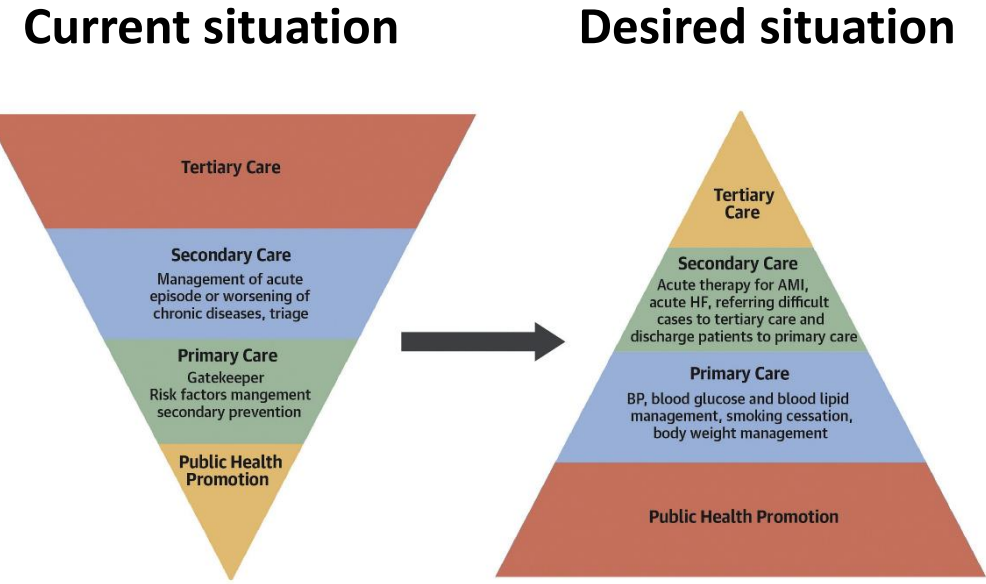 Current situation
Desired situation
Tertiary Care
Secondary Care
Management of acute
episode or worsening of
chronic diseases, triage
Primary Care
Gatekeeper
Risk factors mangement
secondary prevention
Public Health
Promotion
Tertiary
Care
Secondary Care
Acute therapy for AMI,
acute HF, referring difficult
cases to tertiary care and
discharge patients to primary care
Primary Care
BP, blood glucose and blood lipid
management, smoking cessation,
body weight management
Public Health Promotion